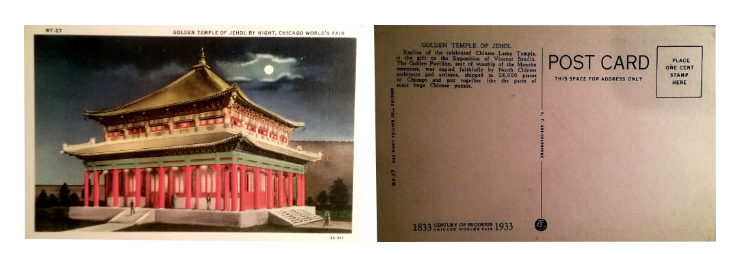 WF-27
GOLDEN TEMPLE OF JEHOL BY NIGHT, CHICAGO WORLD'S FAIR
3A-H51
GOLDEN TEMPLE OF JEHOL
Replica of the celebrated Chinese Lama Temple,
is the gift to the Exposition of Vincent Bendix.
The Golden Pavilion, seat of worship of the Manchu
emperors, was copied faithfully by North Chinese
architects and artisans, shipped in 28,000 pieces
to Chicago and put together like the parts of
some huge Chinese puzzle.
POST CARD
THIS SPACE FOR ADDRESS ONLY
PLACE
ONE CENT
STAMP
HERE
1833 CENTURY OF PROGRESS 1933
CHICAGO WORLD'S FAIR